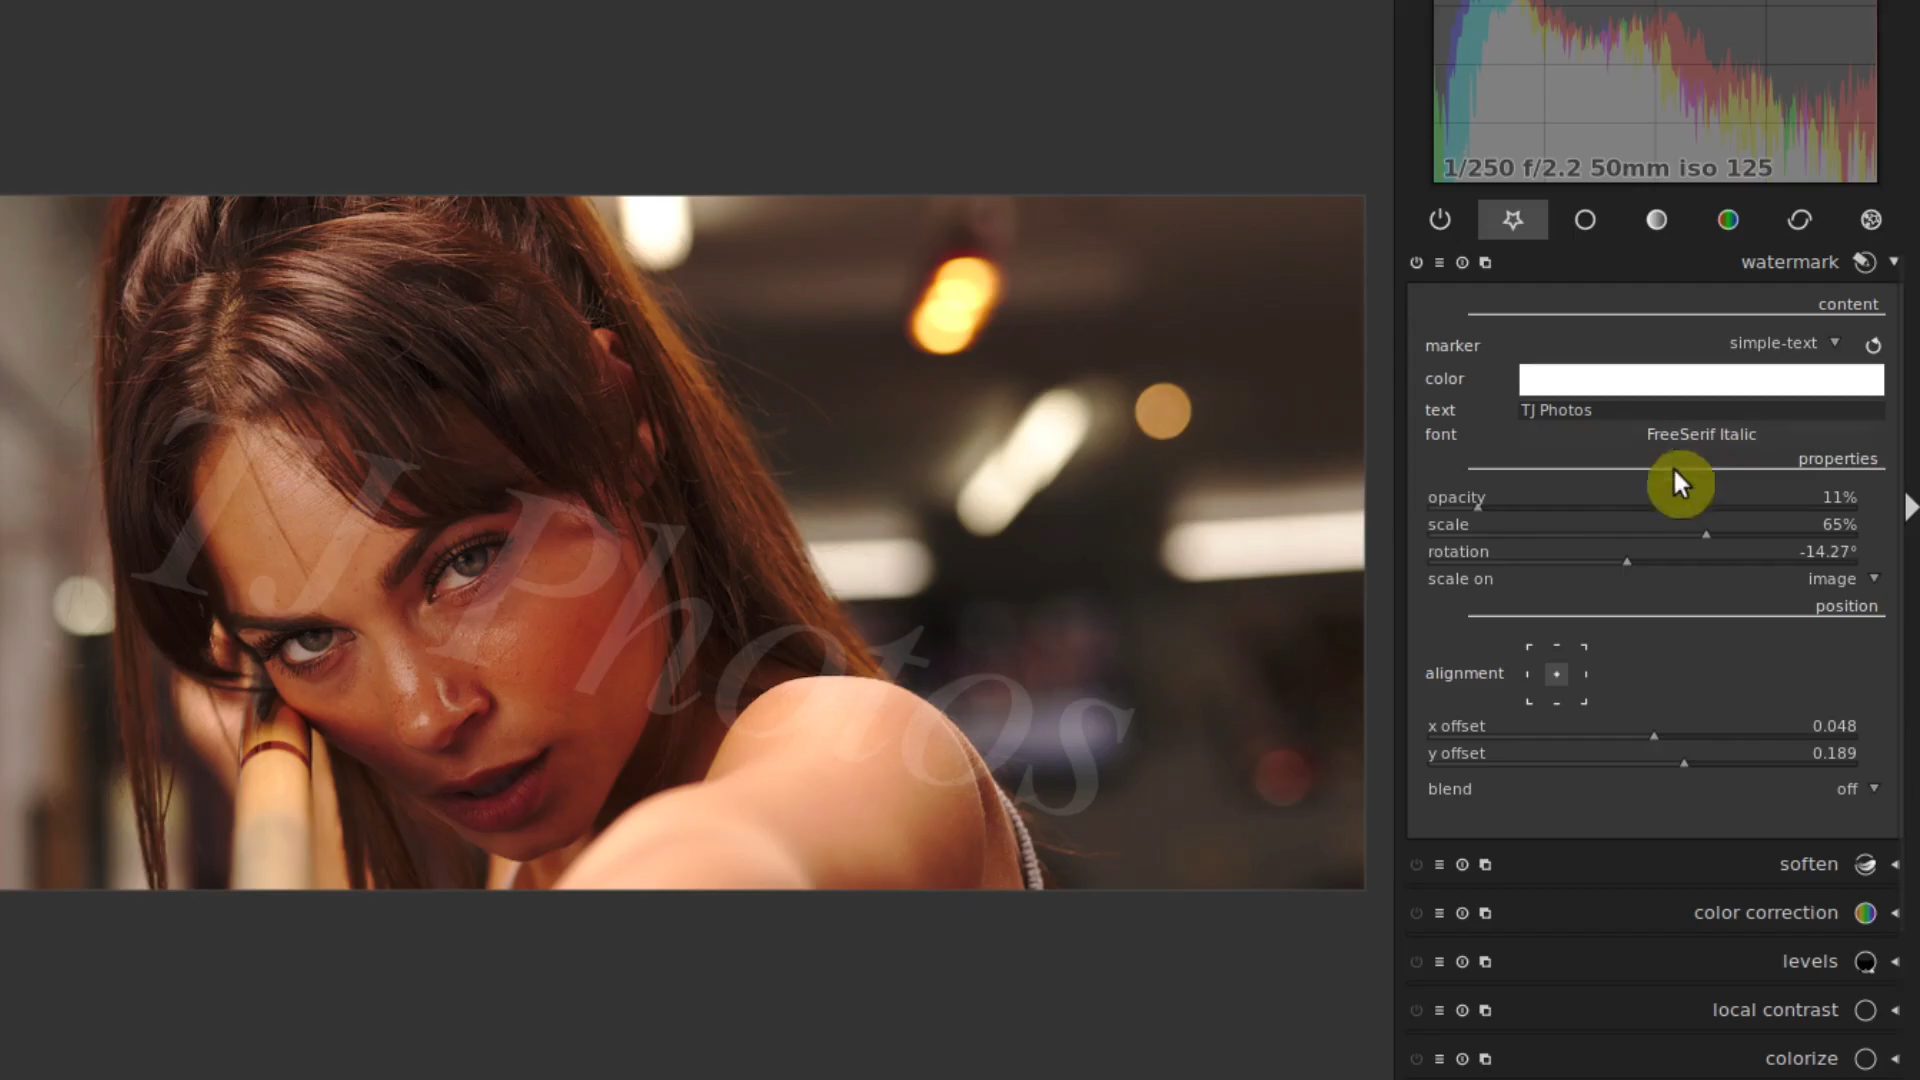 1/250 f/2.2 50mm iso 125
watermark
content
marker simple-text
color
text TJ Photos
font FreeSerif Italic
properties
opacity 11%
scale 65%
rotation -14.27°
scale on image
position
alignment
x offset 0.048
y offset 0.189
blend off
soften
color correction
levels
local contrast
colorize
TJ Photos